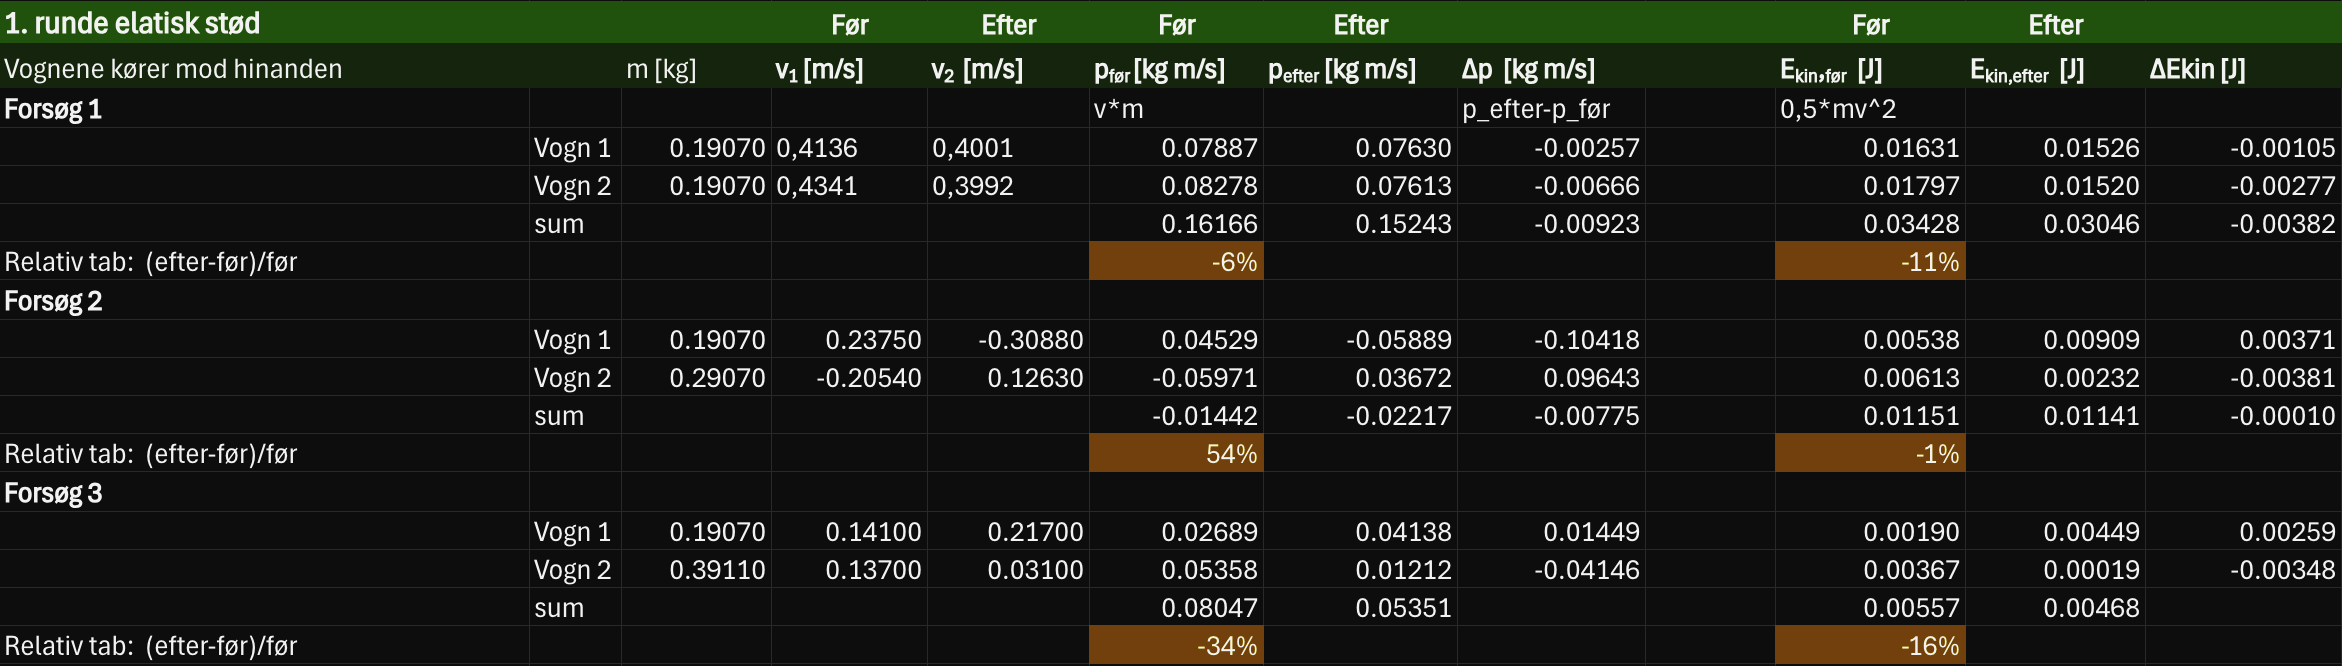 1. runde elatisk stød Før Efter Før Efter Før Efter
Vognene kører mod hinanden m [kg] v₁ [m/s] v₂ [m/s] pfør [kg m/s] pefter [kg m/s] Δp [kg m/s] Ekin,før [J] Ekin,efter [J] ΔEkin [J]
Forsøg 1 v*m p_efter-p_før 0,5*mv^2
Vogn 1 0.19070 0,4136 0,4001 0.07887 0.07630 -0.00257 0.01631 0.01526 -0.00105
Vogn 2 0.19070 0,4341 0,3992 0.08278 0.07613 -0.00666 0.01797 0.01520 -0.00277
sum 0.16166 0.15243 -0.00923 0.03428 0.03046 -0.00382
Relativ tab: (efter-før)/før -6% -11%
Forsøg 2
Vogn 1 0.19070 0.23750 -0.30880 0.04529 -0.05889 -0.10418 0.00538 0.00909 0.00371
Vogn 2 0.29070 -0.20540 0.12630 -0.05971 0.03672 0.09643 0.00613 0.00232 -0.00381
sum -0.01442 -0.02217 -0.00775 0.01151 0.01141 -0.00010
Relativ tab: (efter-før)/før 54% -1%
Forsøg 3
Vogn 1 0.19070 0.14100 0.21700 0.02689 0.04138 0.01449 0.00190 0.00449 0.00259
Vogn 2 0.39110 0.13700 0.03100 0.05358 0.01212 -0.04146 0.00367 0.00019 -0.00348
sum 0.08047 0.05351 0.00557 0.00468
Relativ tab: (efter-før)/før -34% -16%